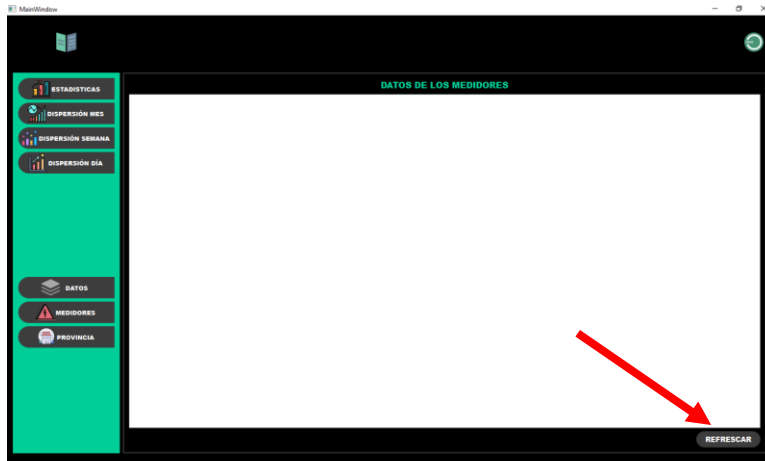 MainWindow
DATOS DE LOS MEDIDORES
ESTADISTICAS
DISPERSIÓN MES
DISPERSIÓN SEMANA
DISPERSIÓN DÍA
DATOS
MEDIDORES
PROVINCIA
REFRESCAR